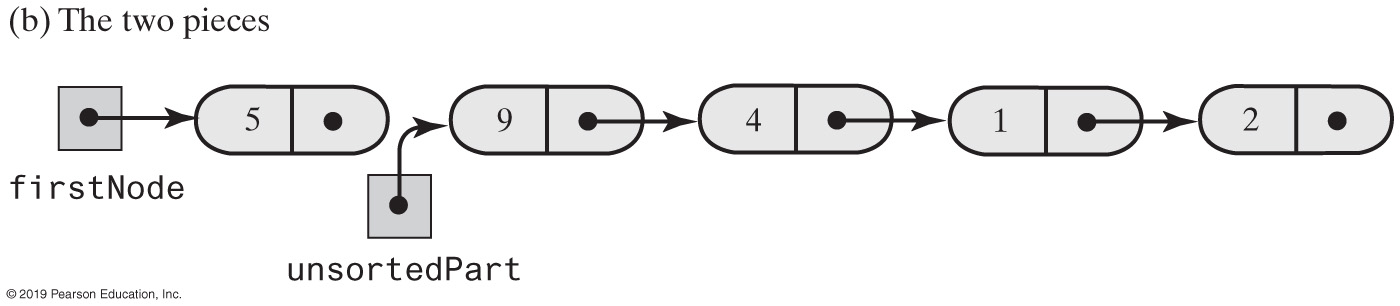 (b) The two pieces
5 9 4 1 2
firstNode
unsortedPart
© 2019 Pearson Education, Inc.